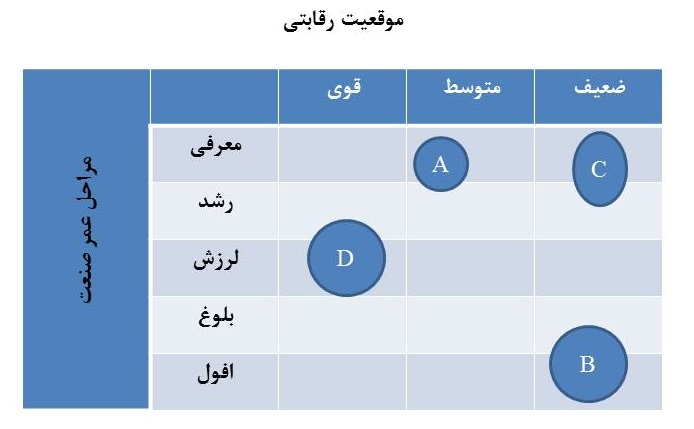 موقعیت رقابتی
ضعیف متوسط قوی
مراحل عمر صنعت
معرفی
A
C
رشد
لرزش
D
بلوغ
افول
B